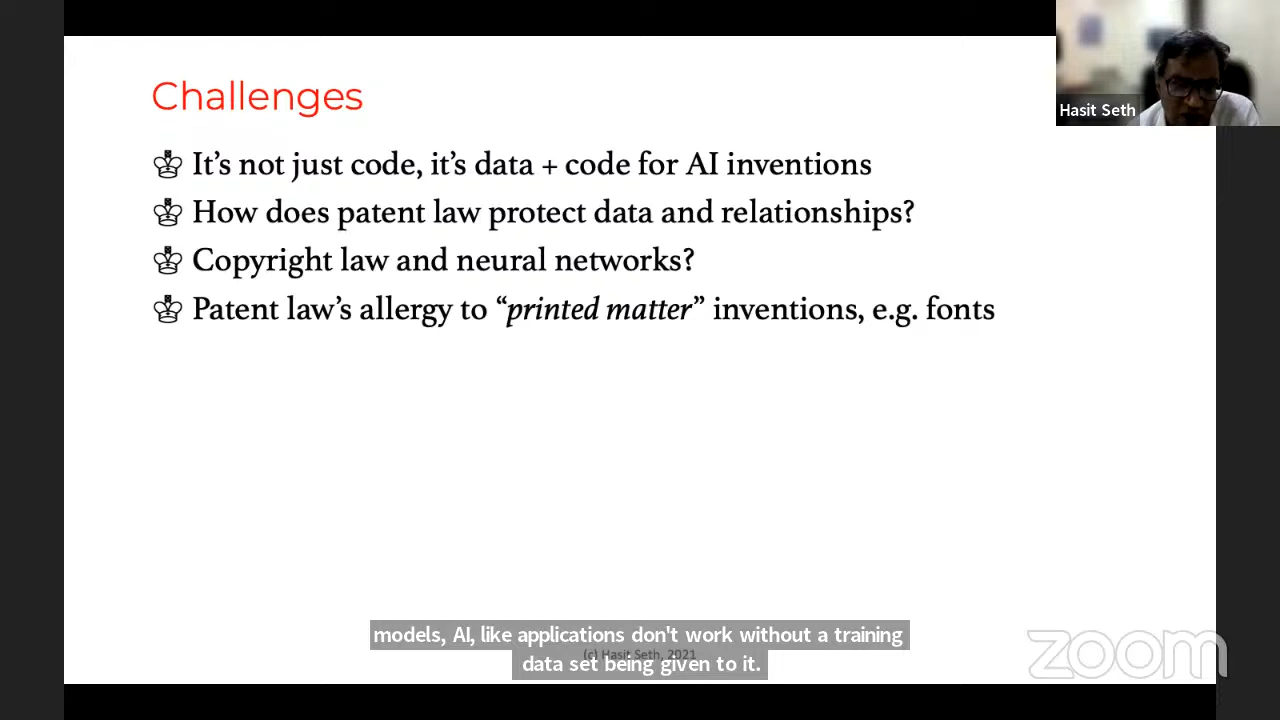 Challenges
Hasit Seth
It's not just code, it's data + code for AI inventions
How does patent law protect data and relationships?
Copyright law and neural networks?
Patent law's allergy to "printed matter" inventions, e.g. fonts
models, AI, like applications don't work without a training
(c) Hasit Seth, 2021
data set being given to it.
zoom